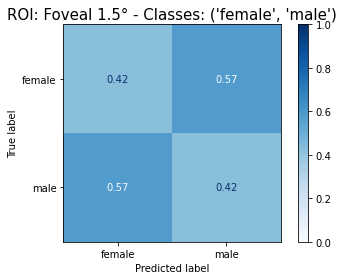 ROI: Foveal 1.5° - Classes: ('female', 'male')
True label
female
0.42
0.57
male
0.57
0.42
female
male
Predicted label
1.0
0.8
0.6
0.4
0.2
0.0